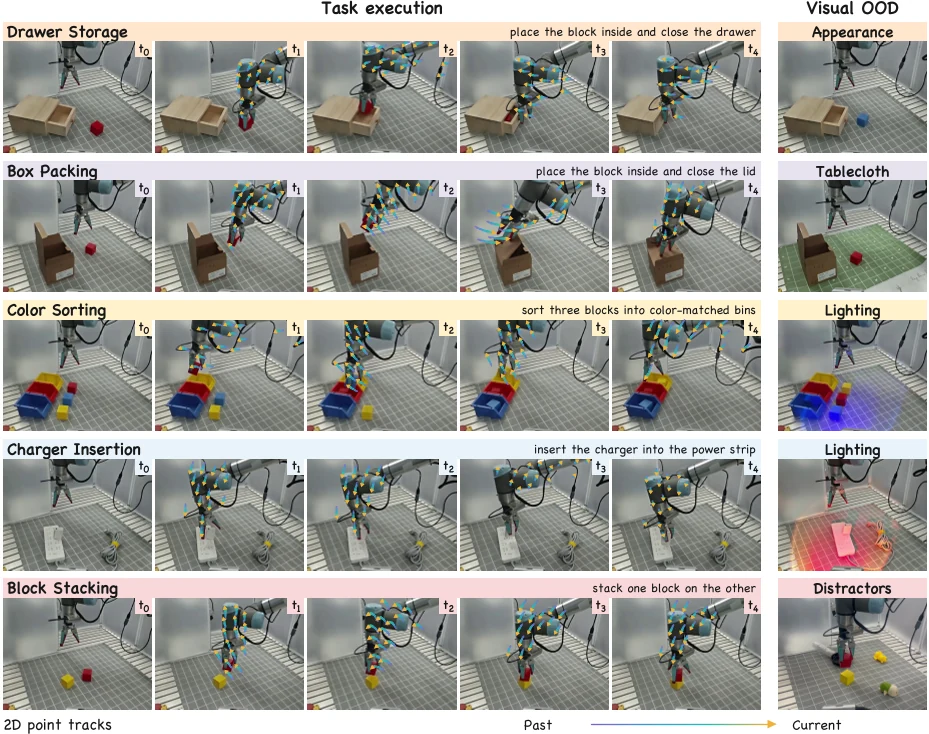 Task execution
Visual OOD
Drawer Storage
place the block inside and close the drawer
Appearance
t0
t1
t2
t3
t4
Box Packing
place the block inside and close the lid
Tablecloth
t0
t1
t2
t3
t4
Color Sorting
sort three blocks into color-matched bins
Lighting
t0
t1
t2
t3
t4
Charger Insertion
insert the charger into the power strip
Lighting
t0
t1
t2
t3
t4
Block Stacking
stack one block on the other
Distractors
t0
t1
t2
t3
t4
2D point tracks
Past
Current